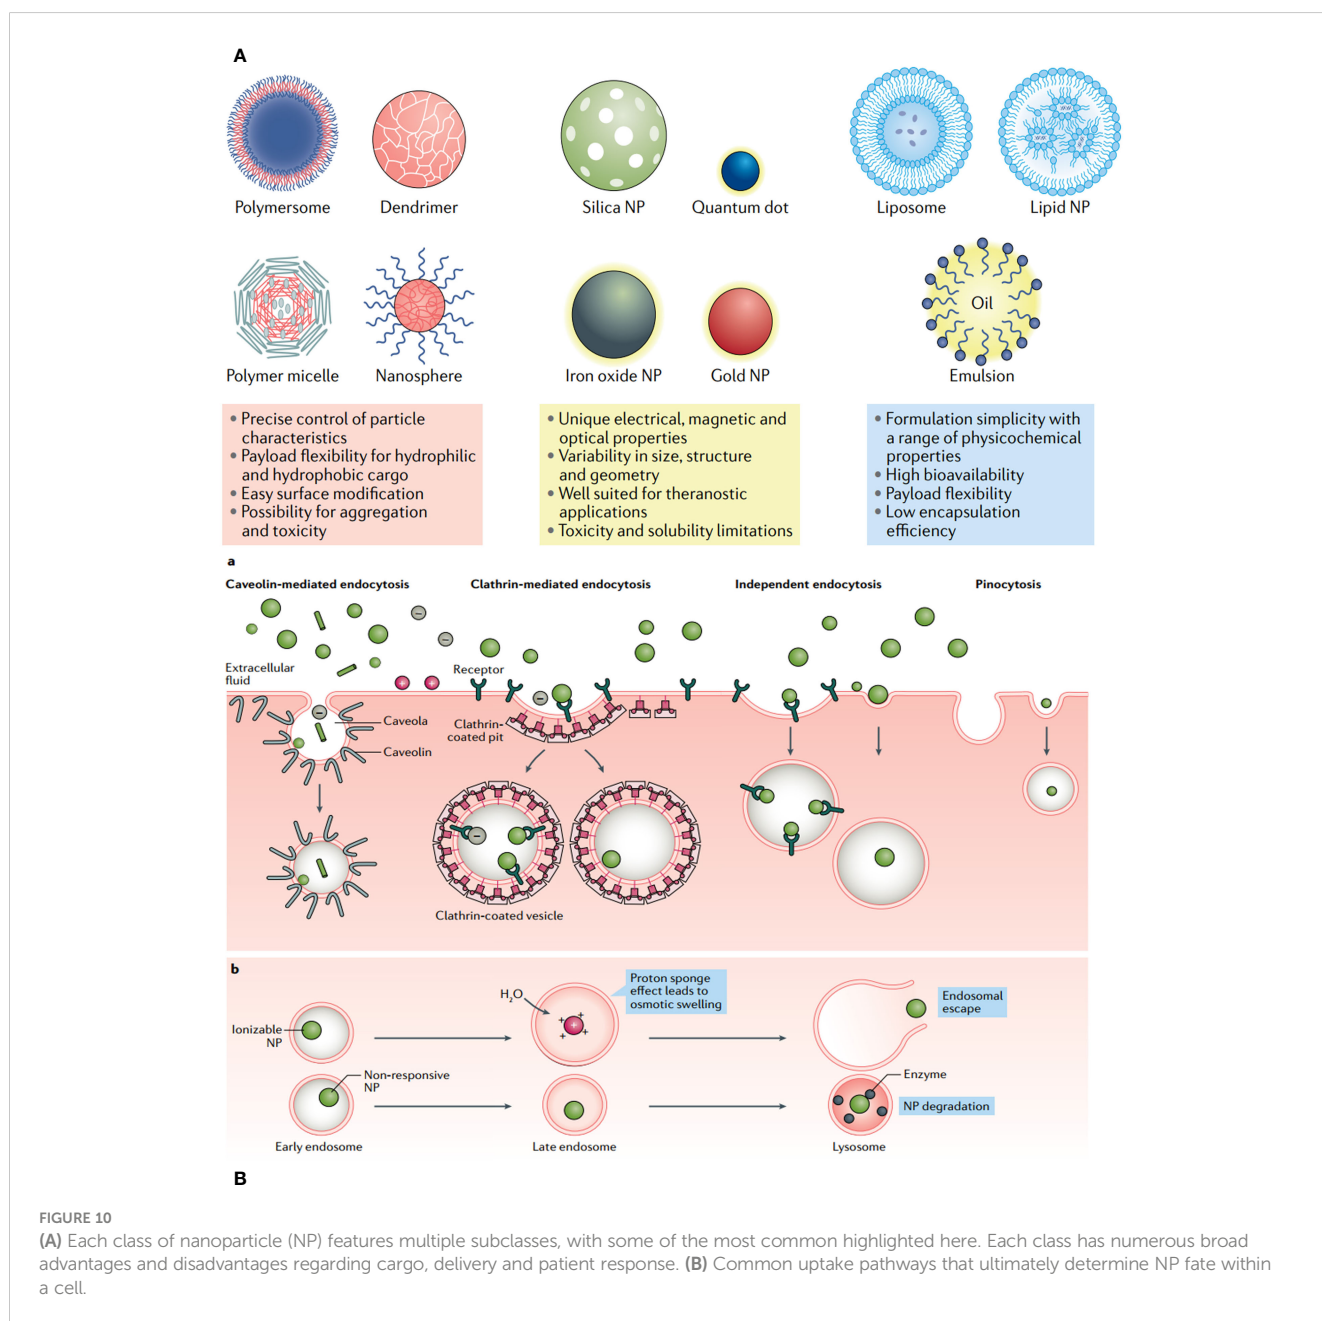 A
Polymersome
Dendrimer
Silica NP
Quantum dot
Liposome
Lipid NP
Polymer micelle
Nanosphere
Iron oxide NP
Gold NP
Oil
Emulsion
• Precise control of particle
characteristics
• Payload flexibility for hydrophilic
and hydrophobic cargo
• Easy surface modification
• Possibility for aggregation
and toxicity
• Unique electrical, magnetic and
optical properties
• Variability in size, structure
and geometry
• Well suited for theranostic
applications
• Toxicity and solubility limitations
• Formulation simplicity with
a range of physicochemical
properties
• High bioavailability
• Payload flexibility
• Low encapsulation
efficiency
a
Caveolin-mediated endocytosis
Clathrin-mediated endocytosis
Independent endocytosis
Pinocytosis
Extracellular
fluid
Receptor
Caveola
Caveolin
Clathrin-
coated pit
Clathrin-coated vesicle
b
Ionizable
NP
H₂O
Proton sponge
effect leads to
osmotic swelling
Endosomal
escape
Non-responsive
NP
Enzyme
NP degradation
Early endosome
Late endosome
Lysosome
B
FIGURE 10
(A) Each class of nanoparticle (NP) features multiple subclasses, with some of the most common highlighted here. Each class has numerous broad
advantages and disadvantages regarding cargo, delivery and patient response. (B) Common uptake pathways that ultimately determine NP fate within
a cell.